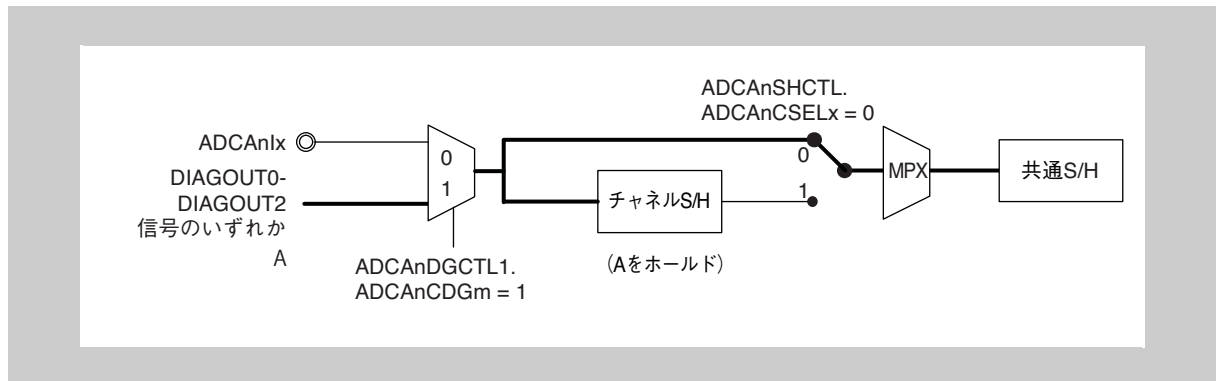 ADCAnSHCTL.
ADCAnCSELx = 0
ADCAnIx
0
0
DIAGOUT0-
DIAGOUT2
信号のいずれか
A
1
チャネルS/H
1
MPX
共通S/H
ADCAnDGCTL1.
ADCAnCDGm = 1
(Aをホールド)